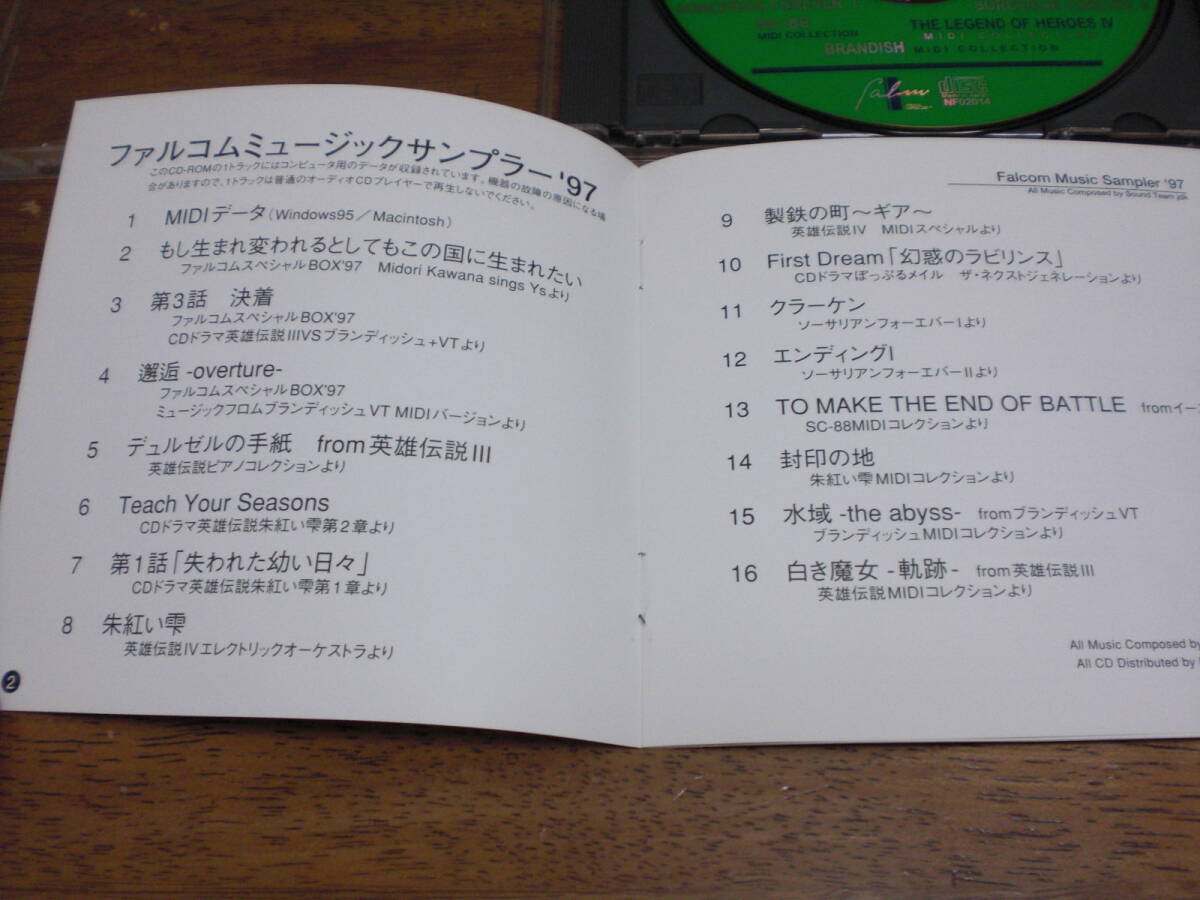 MIDI COLLECTION
THE LEGEND OF HEROES IV
MIDI COLLECTION
BRANDISH MIDI COLLECTION
NF02014
ファルコムミュージックサンプラー'97
このCD-ROMの1トラックにはコンピュータ用のデータが収録されています。機器の故障の原因になる場
合がありますので、1トラックは普通のオーディオCDプレイヤーで再生しないでください。
1 MIDIデータ(Windows95／Macintosh)
2 もし生まれ変われるとしてもこの国に生まれたい
ファルコムスペシャルBOX'97 Midori Kawana sings Ysより
3 第3話 決着
ファルコムスペシャルBOX'97
CDドラマ英雄伝説IIIVSブランディッシュ+VTより
4 邂逅 -overture-
ファルコムスペシャルBOX'97
ミュージックフロムブランディッシュVT MIDIバージョンより
5 デュルゼルの手紙 from英雄伝説III
英雄伝説ピアノコレクションより
6 Teach Your Seasons
CDドラマ英雄伝説朱紅い雫第2章より
7 第1話「失われた幼い日々」
CDドラマ英雄伝説朱紅い雫第1章より
8 朱紅い雫
英雄伝説IVエレクトリックオーケストラより
2
Falcom Music Sampler '97
All Music Composed by Sound Team jdk
9 製鉄の町〜ギア〜
英雄伝説IV MIDIスペシャルより
10 First Dream「幻惑のラビリンス」
CDドラマぽっぷるメイル ザ・ネクストジェネレーションより
11 クラーケン
ソーサリアンフォーエバーIより
12 エンディングI
ソーサリアンフォーエバーIIより
13 TO MAKE THE END OF BATTLE fromイース
SC-88MIDIコレクションより
14 封印の地
朱紅い雫MIDIコレクションより
15 水域 -the abyss- fromブランディッシュVT
ブランディッシュMIDIコレクションより
16 白き魔女 -軌跡- from英雄伝説III
英雄伝説MIDIコレクションより
All Music Composed by
All CD Distributed by